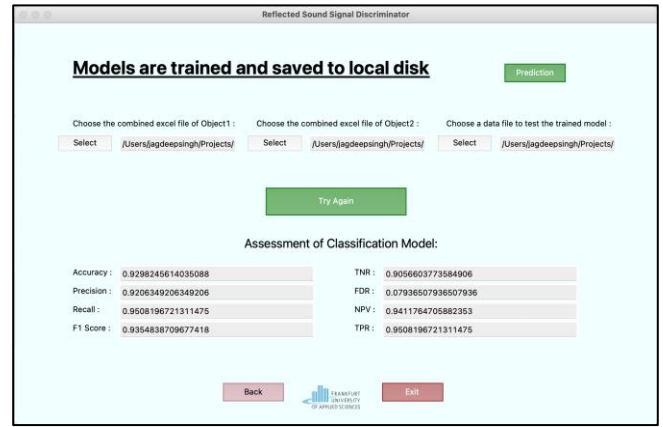 Reflected Sound Signal Discriminator
Models are trained and saved to local disk
Prediction
Choose the combined excel file of Object1 :
Choose the combined excel file of Object2 :
Choose a data file to test the trained model :
Select /Users/jagdeepsingh/Projects/
Select /Users/jagdeepsingh/Projects/
Select /Users/jagdeepsingh/Projects/
Try Again
Assessment of Classification Model:
Accuracy : 0.9298245614035088
TNR : 0.9056603773584906
Precision : 0.9206349206349206
FDR : 0.07936507936507936
Recall : 0.9508196721311475
NPV : 0.9411764705882353
F1 Score : 0.9354838709677418
TPR : 0.9508196721311475
Back
FRANKFURT
UNIVERSITY
OF APPLIED SCIENCES
Exit